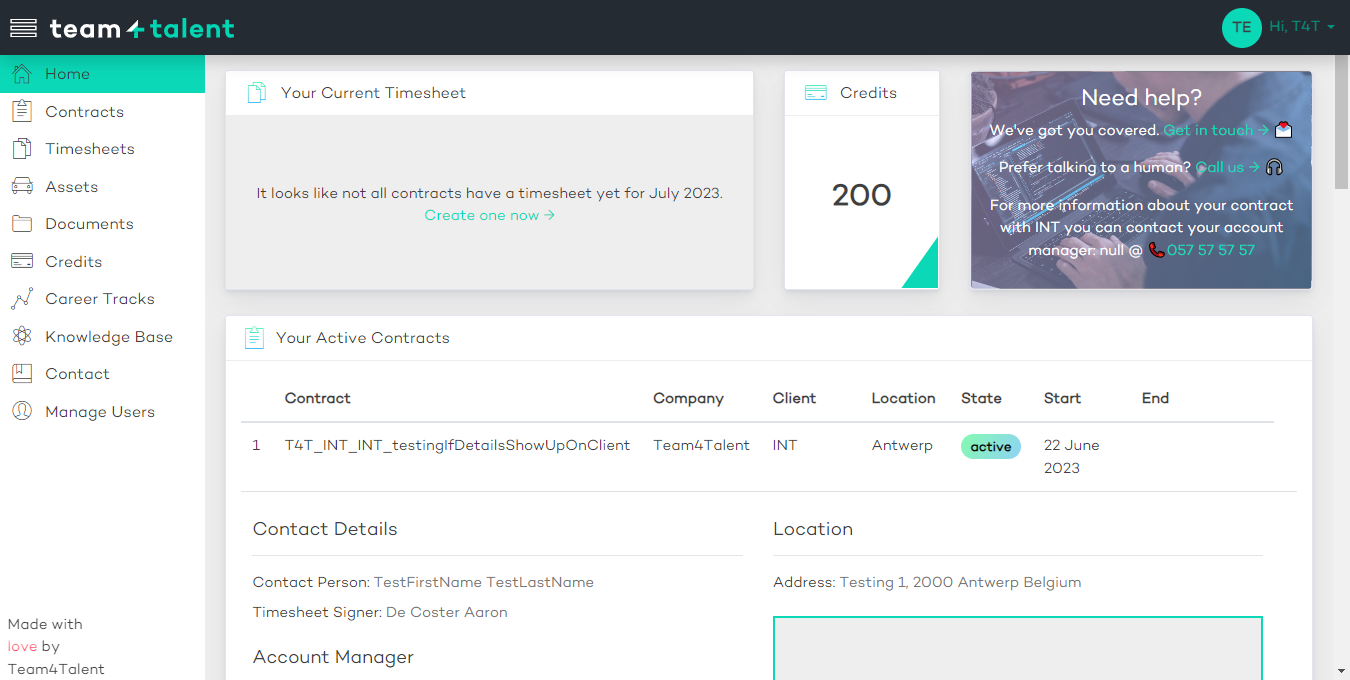 team4talent
TE
Hi, T4T
Home
Contracts
Timesheets
Assets
Documents
Credits
Career Tracks
Knowledge Base
Contact
Manage Users
Made with
love by
Team4Talent
Your Current Timesheet
It looks like not all contracts have a timesheet yet for July 2023.
Create one now →
Credits
200
Need help?
We've got you covered. Get in touch → 💌
Prefer talking to a human? Call us → 🎧
For more information about your contract
with INT you can contact your account
manager: null @ 📞057 57 57 57
Your Active Contracts
Contract Company Client Location State Start End
1 T4T_INT_INT_testingIfDetailsShowUpOnClient Team4Talent INT Antwerp active 22 June
2023
Contact Details
Contact Person: TestFirstName TestLastName
Timesheet Signer: De Coster Aaron
Account Manager
Location
Address: Testing 1, 2000 Antwerp Belgium